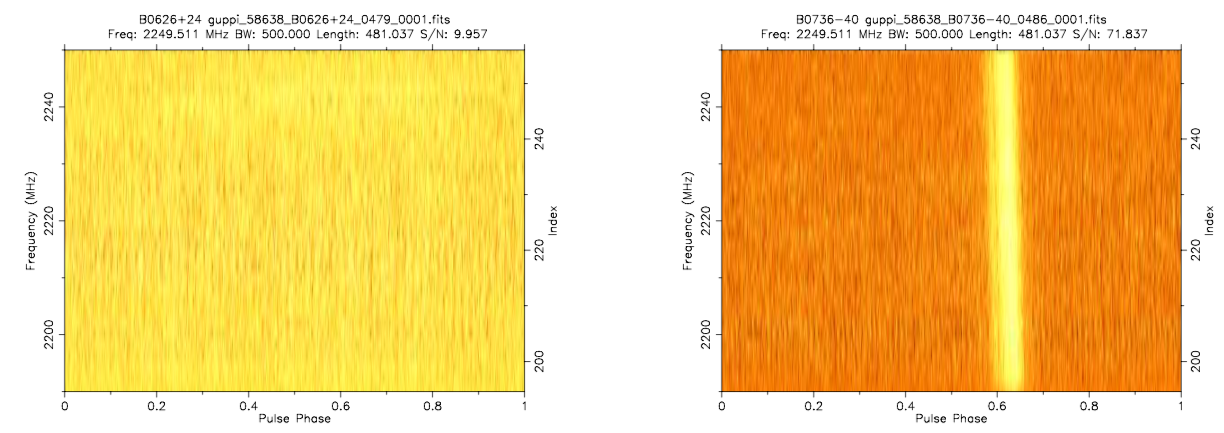 B0626+24 guppi_58638_B0626+24_0479_0001.fits
Freq: 2249.511 MHz BW: 500.000 Length: 481.037 S/N: 9.957
Frequency (MHz)
2240
2220
2200
240
220
200
Index
0 0.2 0.4 0.6 0.8 1
Pulse Phase
B0736-40 guppi_58638_B0736-40_0486_0001.fits
Freq: 2249.511 MHz BW: 500.000 Length: 481.037 S/N: 71.837
Frequency (MHz)
2240
2220
2200
240
220
200
Index
0 0.2 0.4 0.6 0.8 1
Pulse Phase